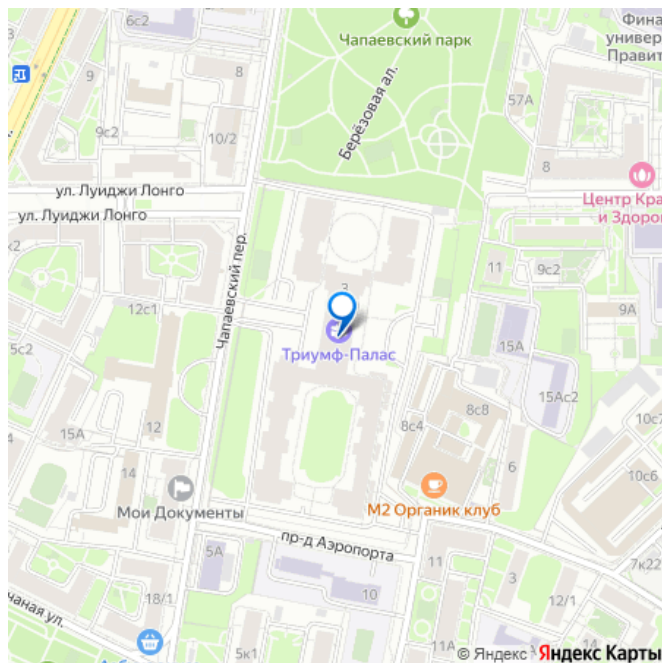 6с2
Чапаевский парк
Фина
универ
Правит
9
8
Берёзовая ал.
57А
9с2
10/2
8
ул. Луиджи Лонго
Центр Кра
и Здоро
ул. Луиджи Лонго
к2
Чапаевский пер.
11
9с2
3
12с1
9А
5с2
Триумф-Палас
15А
15Ас2
8с8
8с4
10с7
15А
12
6
10с6
14
М2 Органик клуб
Мои Документы
пр-д Аэропорта
5А
11
7к22
3
10
чаная ул.
18/1
12/1
11А
5к1
© Яндекс Яндекс Карты